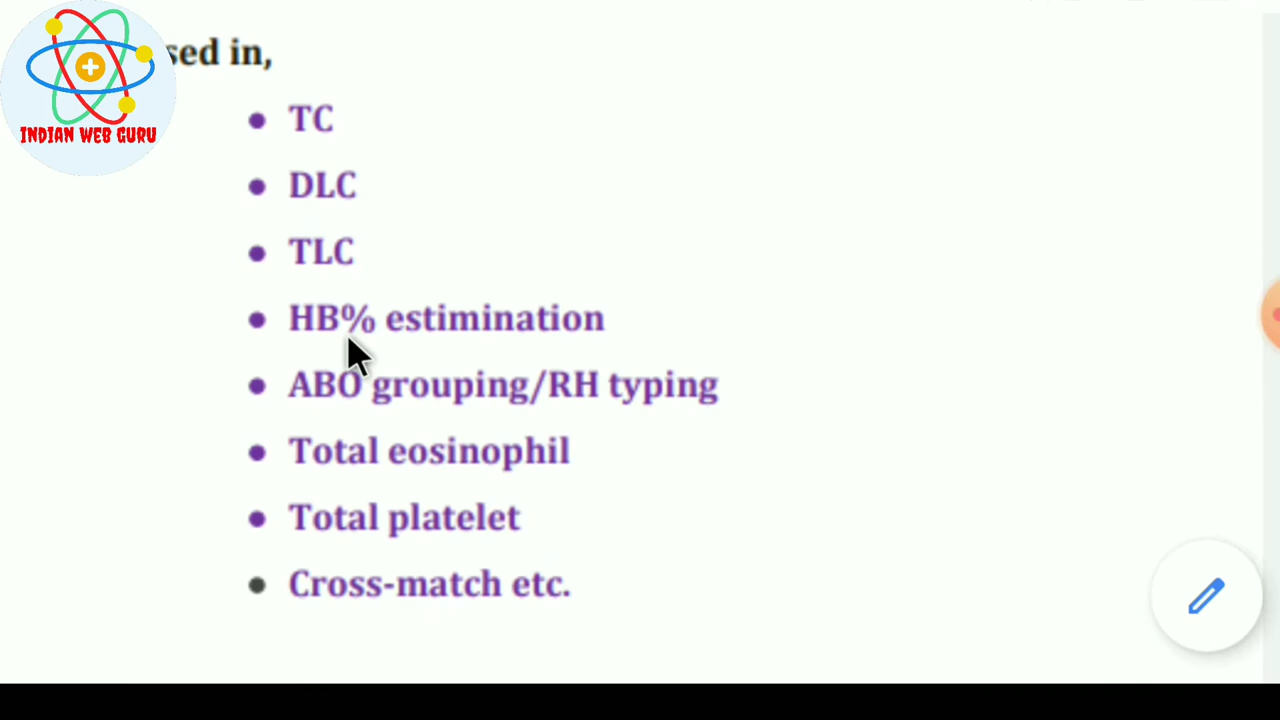 sed in,
INDIAN WEB GURU
TC
DLC
TLC
HB% estimination
ABO grouping/RH typing
Total eosinophil
Total platelet
Cross-match etc.